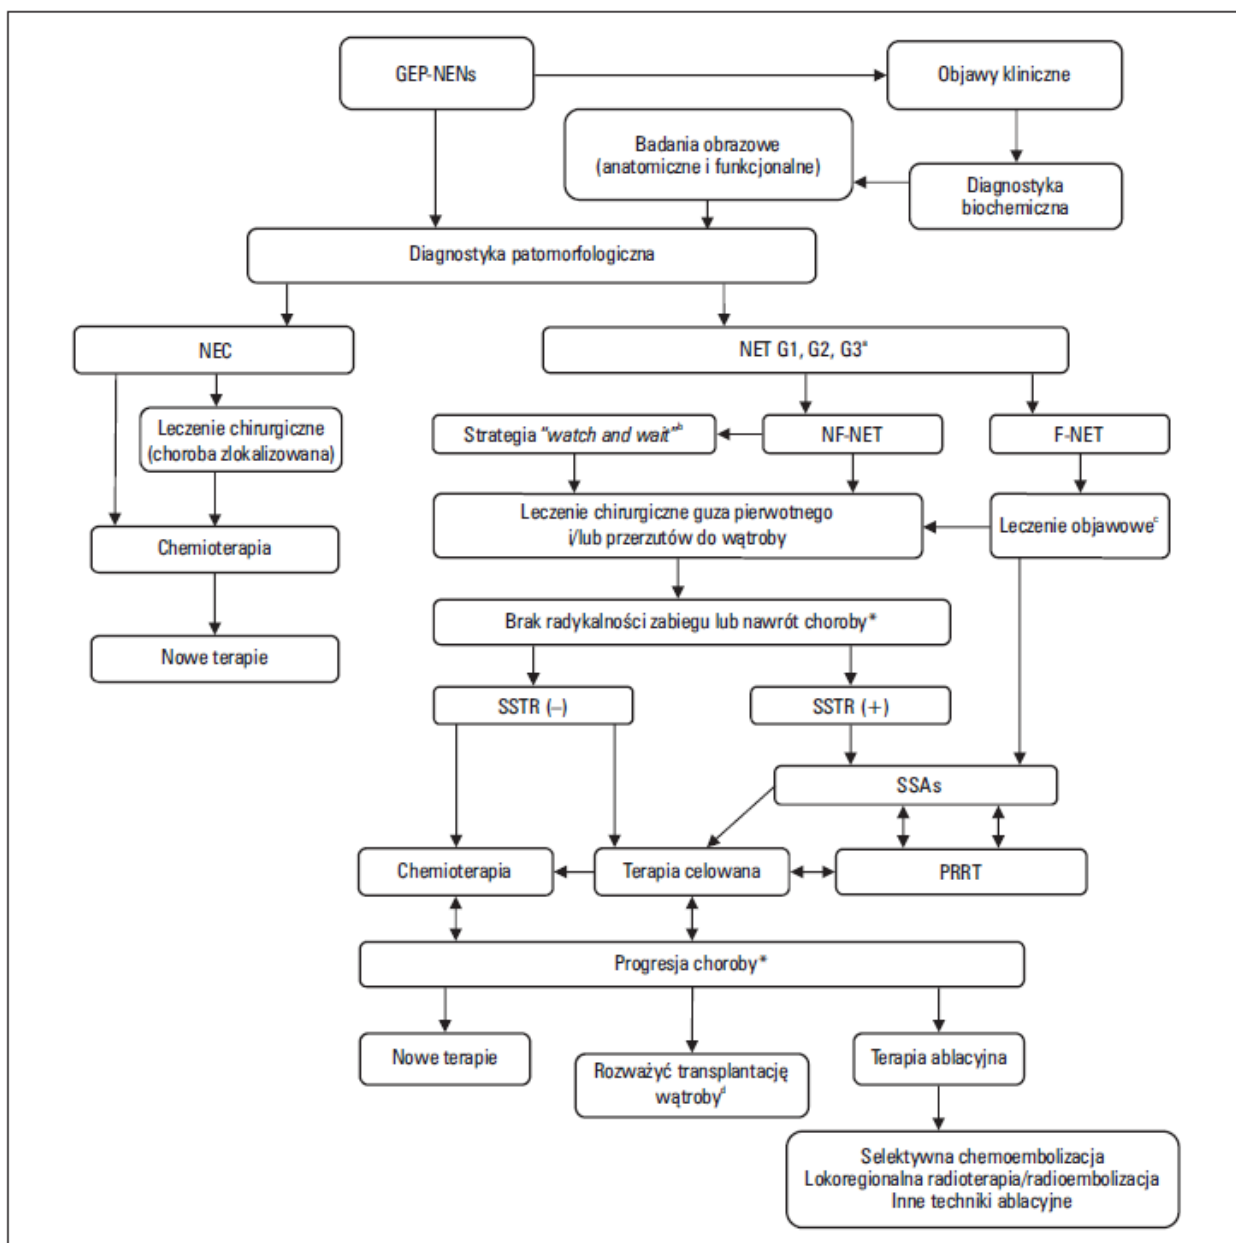 GEP-NENs
Objawy kliniczne
Badania obrazowe
(anatomiczne i funkcjonalne)
Diagnostyka
biochemiczna
Diagnostyka patomorfologiczna
NEC
NET G1, G2, G3ᵃ
Leczenie chirurgiczne
(choroba zlokalizowana)
Strategia "watch and wait"ᵇ
NF-NET
F-NET
Leczenie chirurgiczne guza pierwotnego
i/lub przerzutów do wątroby
Leczenie objawoweᶜ
Chemioterapia
Brak radykalności zabiegu lub nawrót choroby*
Nowe terapie
SSTR (–)
SSTR (+)
SSAs
Chemioterapia
Terapia celowana
PRRT
Progresja choroby*
Nowe terapie
Rozważyć transplantację
wątrobyᵈ
Terapia ablacyjna
Selektywna chemoembolizacja
Lokoregionalna radioterapia/radioembolizacja
Inne techniki ablacyjne